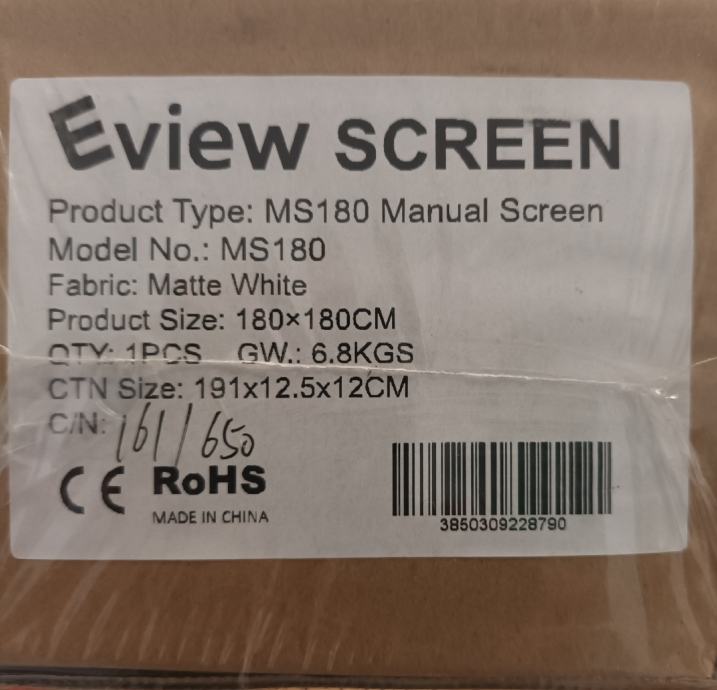 Eview SCREEN
Product Type: MS180 Manual Screen
Model No.: MS180
Fabric: Matte White
Product Size: 180×180CM
QTY: 1PCS GW.: 6.8KGS
CTN Size: 191x12.5x12CM
C/N: 161/650
CE RoHS
MADE IN CHINA
3850309228790